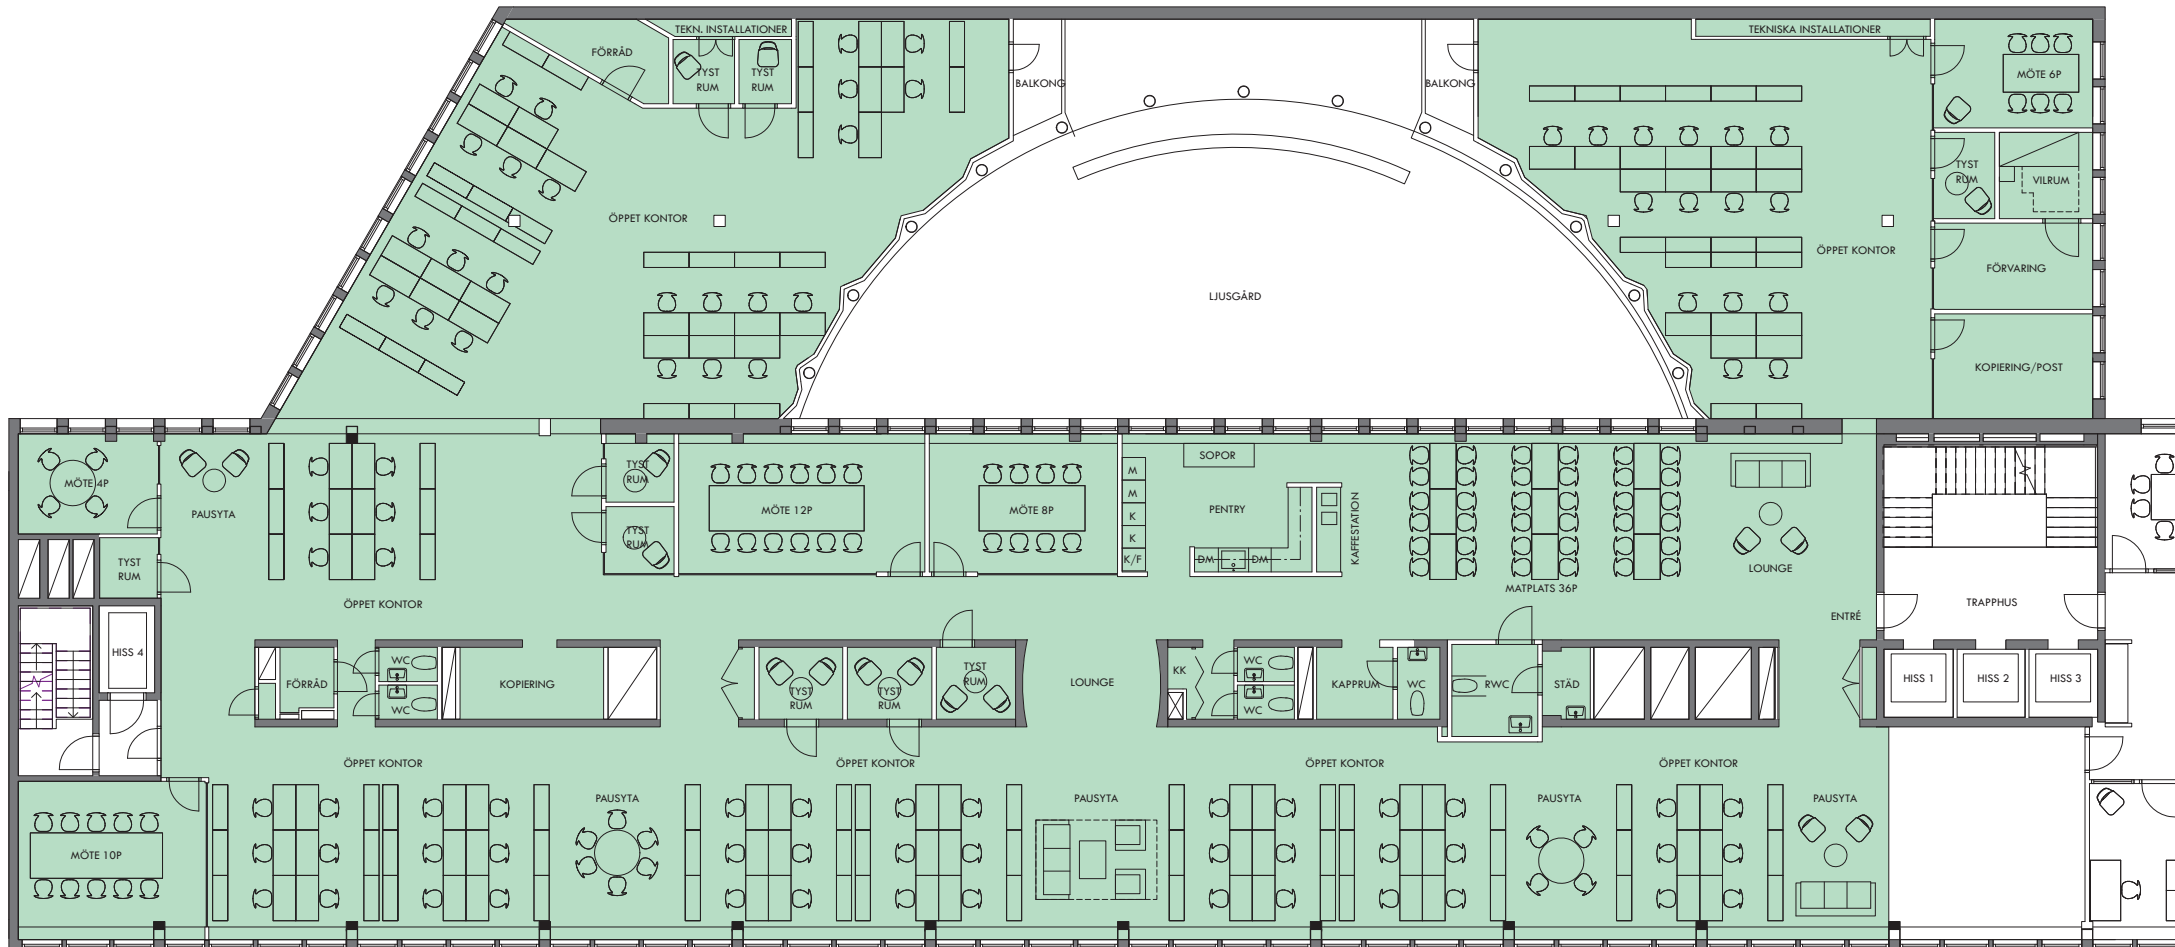 TEKN. INSTALLATIONER
TEKNISKA INSTALLATIONER
FÖRRÅD
TYST
RUM
TYST
RUM
BALKONG
BALKONG
MÖTE 6P
TYST
RUM
VILRUM
ÖPPET KONTOR
ÖPPET KONTOR
FÖRVARING
LJUSGÅRD
KOPIERING/POST
MÖTE 4P
PAUSYTA
TYST
RUM
TYST
RUM
TYST
RUM
MÖTE 12P
MÖTE 8P
M
M
K
K
K/F
SOPOR
PENTRY
DM
DM
KAFFESTATION
MATPLATS 36P
LOUNGE
ÖPPET KONTOR
ENTRÉ
TRAPPHUS
HISS 4
FÖRRÅD
WC
WC
KOPIERING
TYST
RUM
TYST
RUM
TYST
RUM
LOUNGE
KK
WC
WC
KAPPRUM
WC
RWC
STÄD
HISS 1
HISS 2
HISS 3
ÖPPET KONTOR
ÖPPET KONTOR
ÖPPET KONTOR
ÖPPET KONTOR
PAUSYTA
PAUSYTA
PAUSYTA
PAUSYTA
MÖTE 10P